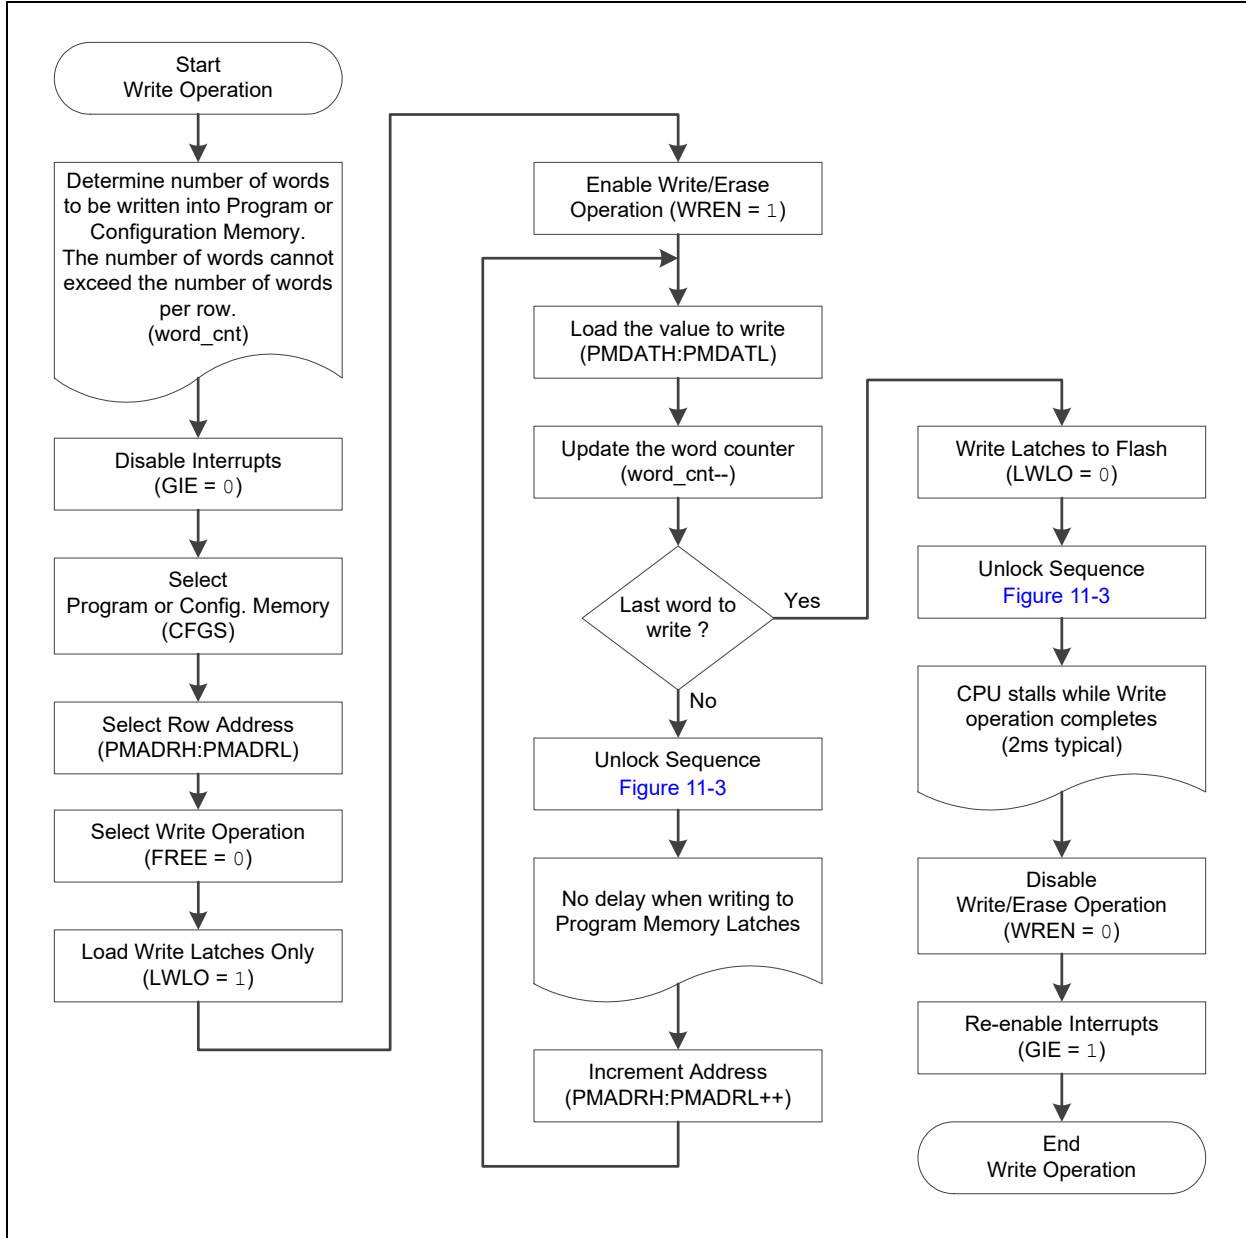 Start
Write Operation
Determine number of words
to be written into Program or
Configuration Memory.
The number of words cannot
exceed the number of words
per row.
(word_cnt)
Disable Interrupts
(GIE = 0)
Select
Program or Config. Memory
(CFGS)
Select Row Address
(PMADRH:PMADRL)
Select Write Operation
(FREE = 0)
Load Write Latches Only
(LWLO = 1)
Enable Write/Erase
Operation (WREN = 1)
Load the value to write
(PMDATH:PMDATL)
Update the word counter
(word_cnt--)
Last word to
write ?
Yes
No
Unlock Sequence
Figure 11-3
No delay when writing to
Program Memory Latches
Increment Address
(PMADRH:PMADRL++)
Write Latches to Flash
(LWLO = 0)
Unlock Sequence
Figure 11-3
CPU stalls while Write
operation completes
(2ms typical)
Disable
Write/Erase Operation
(WREN = 0)
Re-enable Interrupts
(GIE = 1)
End
Write Operation